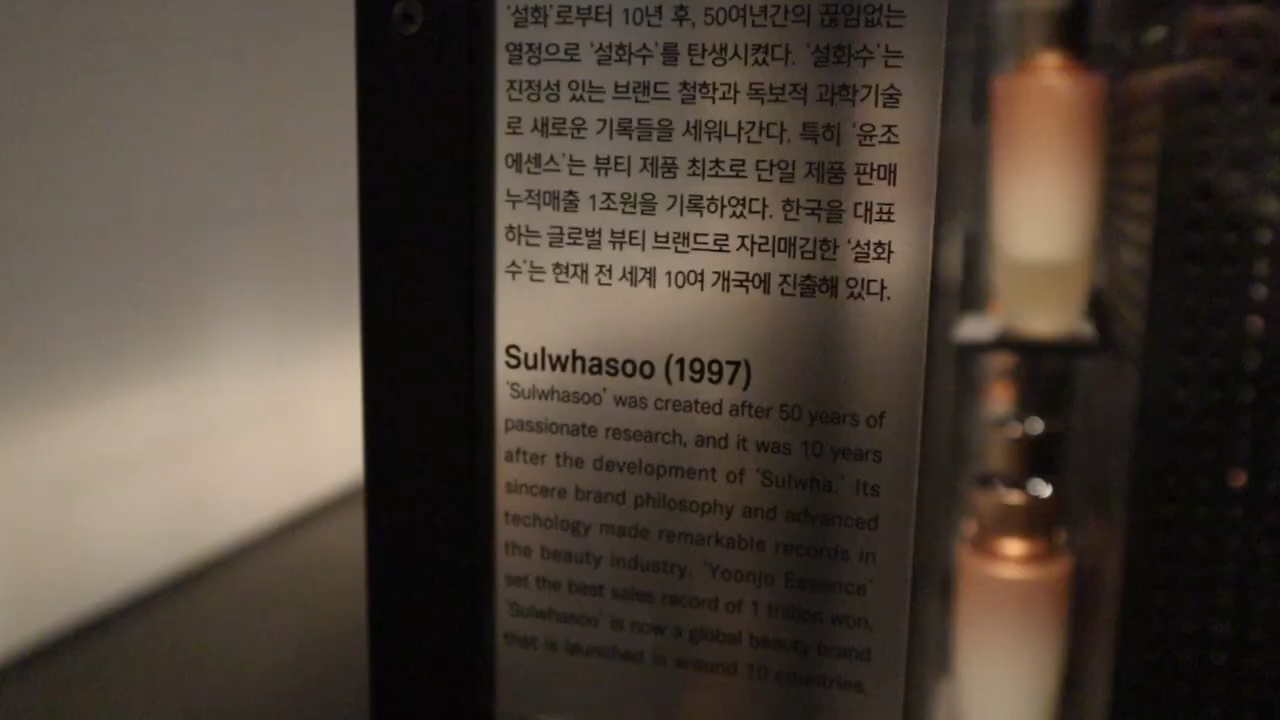 ‘설화’로부터 10년 후, 50여년간의 끊임없는
열정으로 ‘설화수’를 탄생시켰다. ‘설화수’는
진정성 있는 브랜드 철학과 독보적 과학기술
로 새로운 기록들을 세워나간다. 특히 ‘윤조
에센스’는 뷰티 제품 최초로 단일 제품 판매
누적매출 1조원을 기록하였다. 한국을 대표
하는 글로벌 뷰티 브랜드로 자리매김한 ‘설화
수’는 현재 전 세계 10여 개국에 진출해 있다.
Sulwhasoo (1997)
‘Sulwhasoo’ was created after 50 years of
passionate research, and it was 10 years
after the development of ‘Sulwha.’ Its
sincere brand philosophy and advanced
techology made remarkable records in
the beauty industry. ‘Yoonjo Essence’
set the best sales record of 1 trillion won.
‘Sulwhasoo’ is now a global beauty brand
that is launched in around 10 countries.